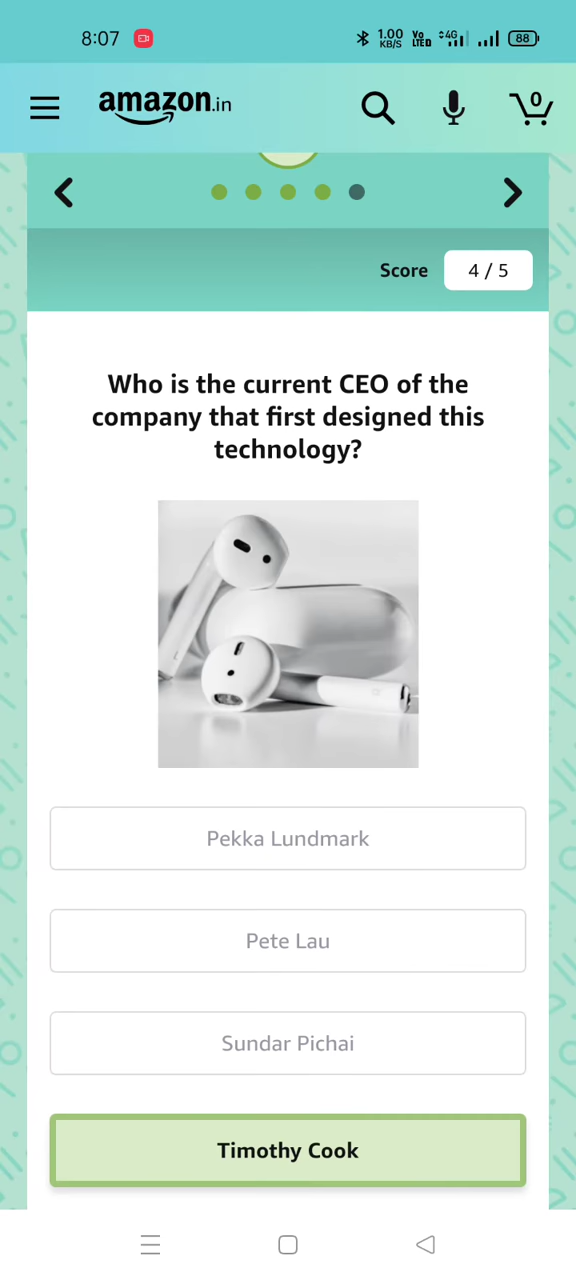 8:07
1.00
KB/S
Vo
LTED
4G
88
amazon.in
0
Score
4 / 5
Who is the current CEO of the
company that first designed this
technology?
Pekka Lundmark
Pete Lau
Sundar Pichai
Timothy Cook